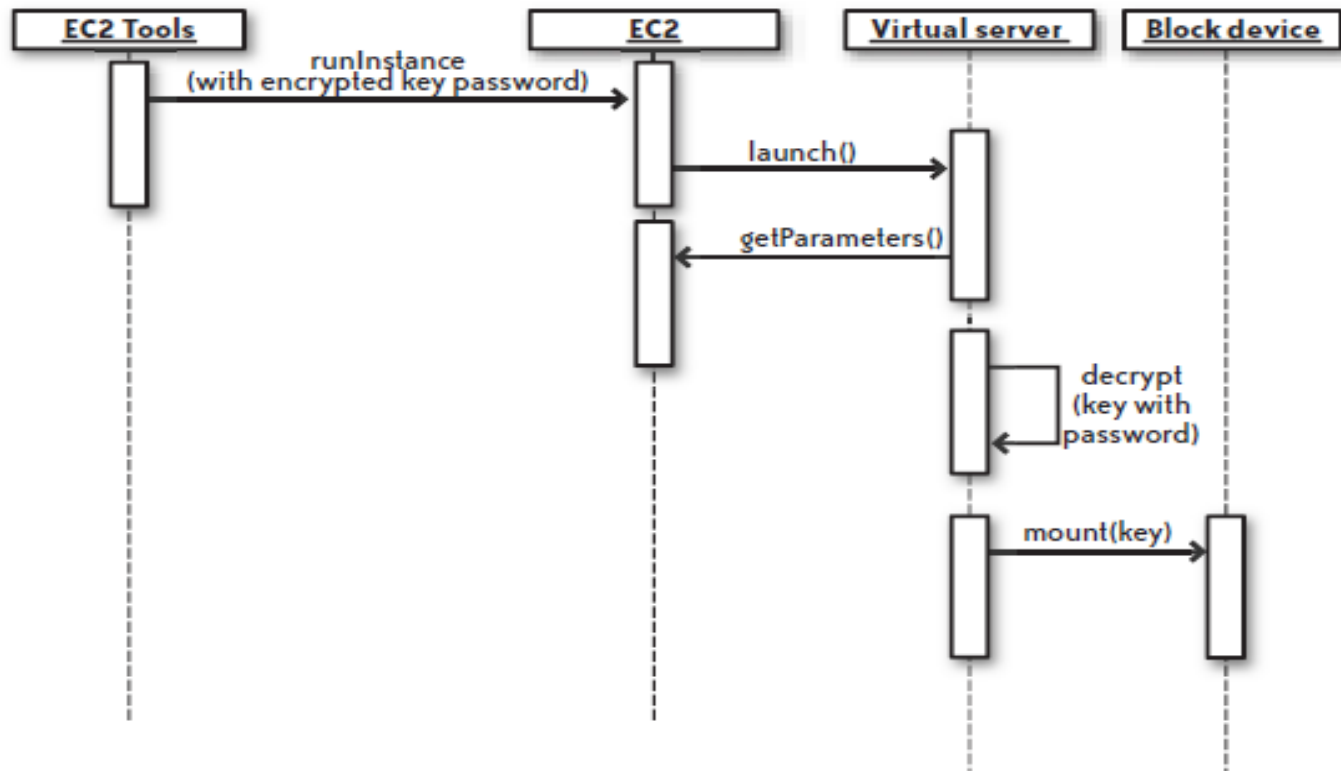 EC2 Tools
EC2
Virtual server
Block device
runInstance
(with encrypted key password)
launch()
getParameters()
decrypt
(key with
password)
mount(key)